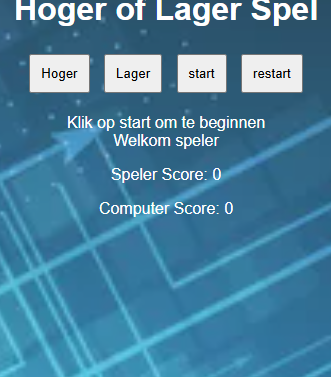 Hoger of Lager Spel
Hoger Lager start restart
Klik op start om te beginnen
Welkom speler
Speler Score: 0
Computer Score: 0